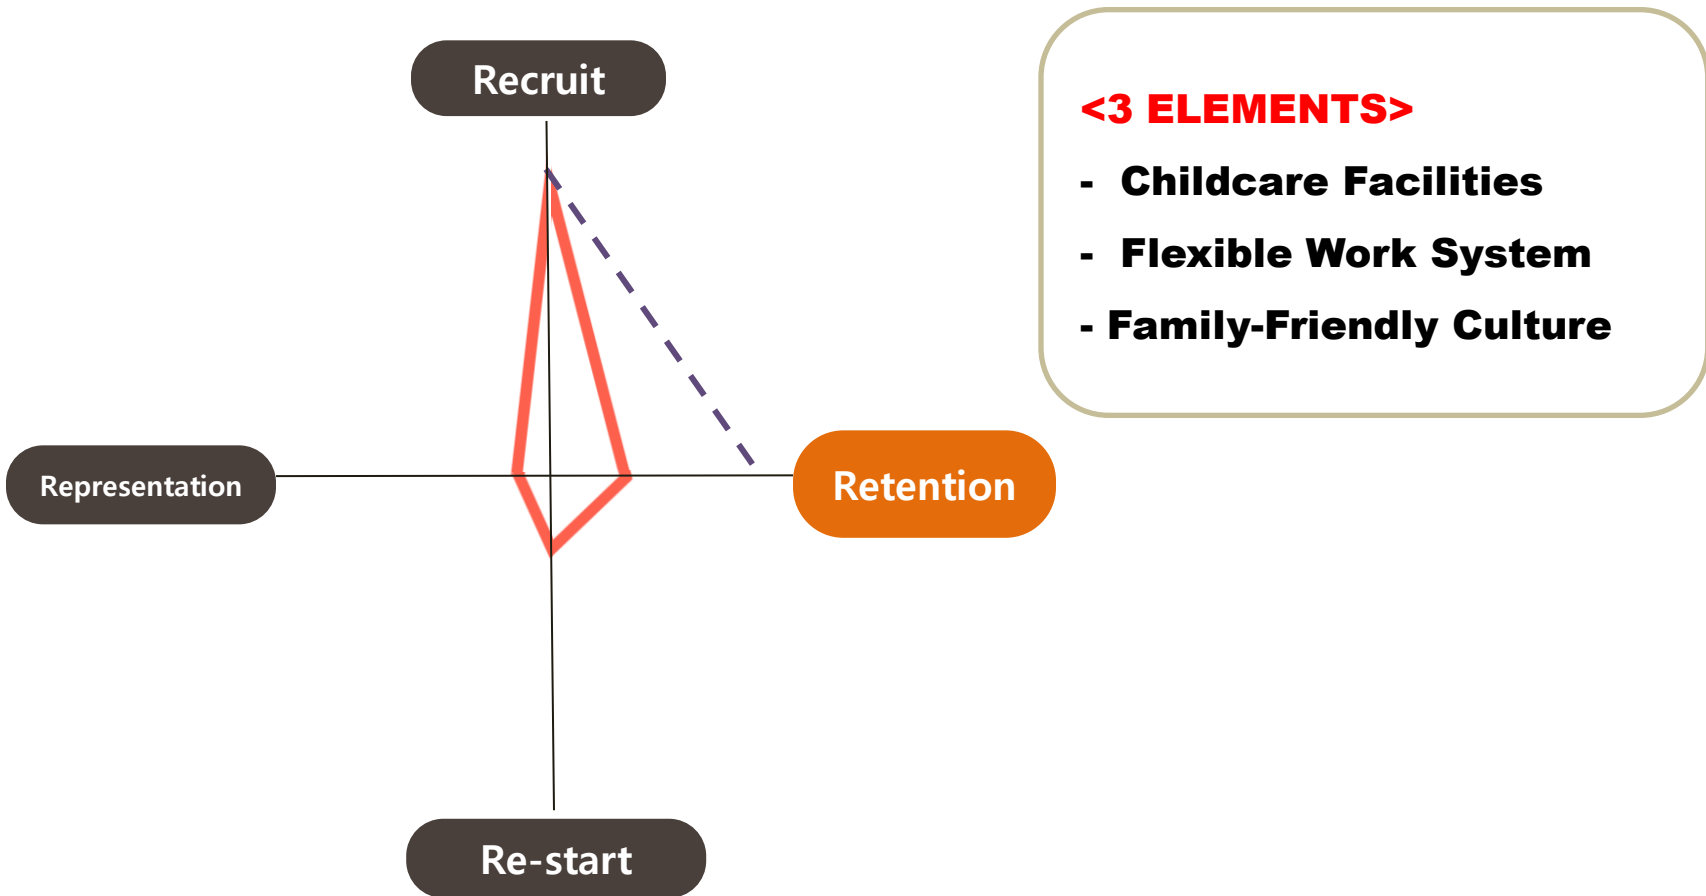 Recruit
<3 ELEMENTS>
- Childcare Facilities
- Flexible Work System
- Family-Friendly Culture
Representation
Retention
Re-start